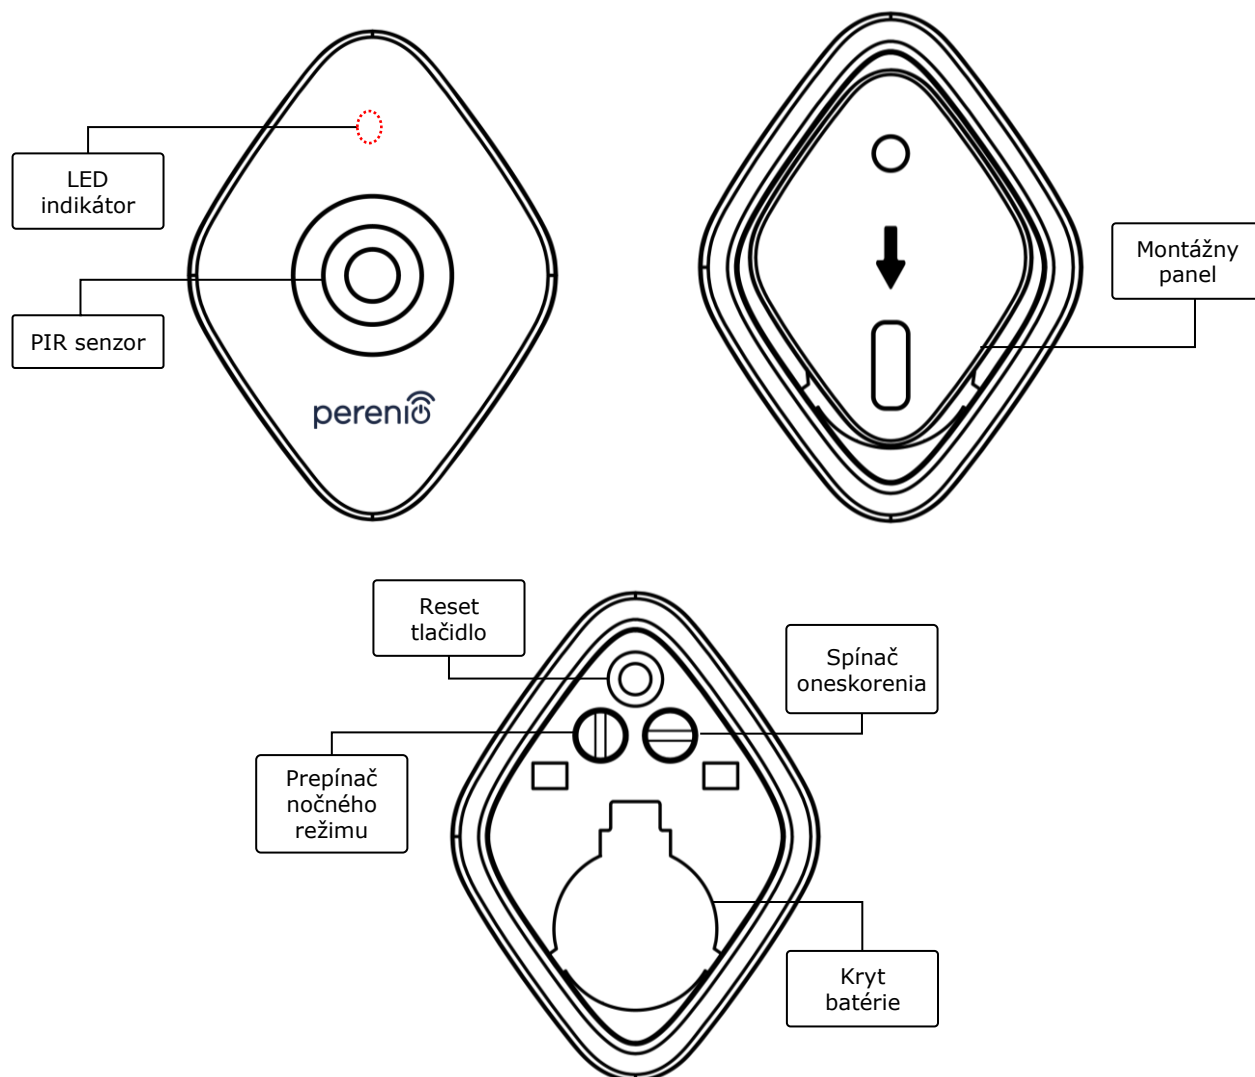 LED
indikátor
PIR senzor
perenio
Montážny
panel
Reset
tlačidlo
Spínač
oneskorenia
Prepínač
nočného
režimu
Kryt
batérie